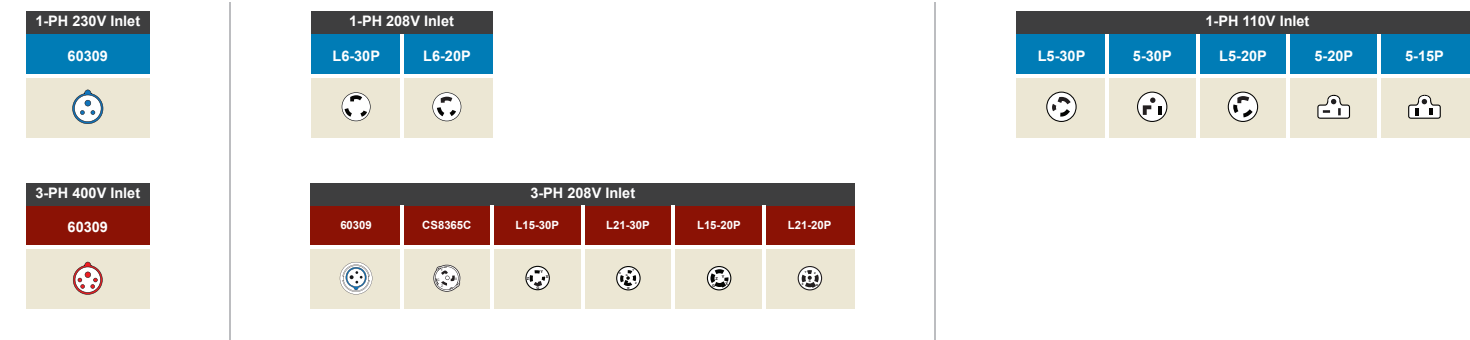 1-PH 230V Inlet
60309
1-PH 208V Inlet
L6-30P L6-20P
1-PH 110V Inlet
L5-30P 5-30P L5-20P 5-20P 5-15P
3-PH 400V Inlet
60309
3-PH 208V Inlet
60309 CS8365C L15-30P L21-30P L15-20P L21-20P